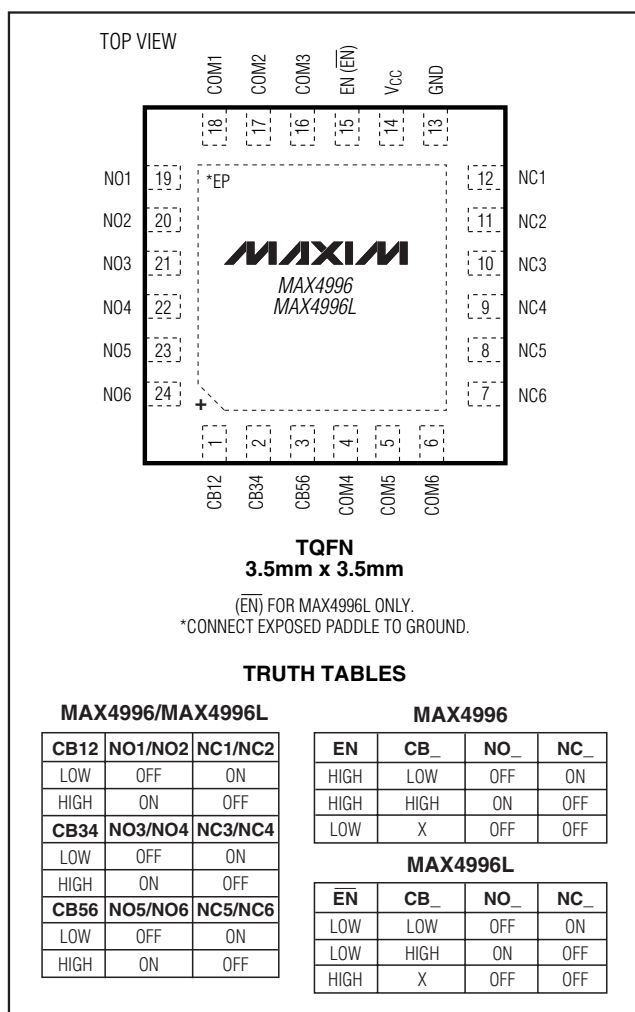 TOP VIEW
COM1 COM2 COM3 EN (E̅N̅) VCC GND
18 17 16 15 14 13
NO1 19 *EP 12 NC1
NO2 20 11 NC2
NO3 21 MAXIM 10 NC3
MAX4996
NO4 22 MAX4996L 9 NC4
NO5 23 8 NC5
NO6 24 7 NC6
+
1 2 3 4 5 6
CB12 CB34 CB56 COM4 COM5 COM6
TQFN
3.5mm x 3.5mm
(E̅N̅) FOR MAX4996L ONLY.
*CONNECT EXPOSED PADDLE TO GROUND.
TRUTH TABLES
MAX4996/MAX4996L
CB12 NO1/NO2 NC1/NC2
LOW OFF ON
HIGH ON OFF
CB34 NO3/NO4 NC3/NC4
LOW OFF ON
HIGH ON OFF
CB56 NO5/NO6 NC5/NC6
LOW OFF ON
HIGH ON OFF
MAX4996
EN CB_ NO_ NC_
HIGH LOW OFF ON
HIGH HIGH ON OFF
LOW X OFF OFF
MAX4996L
E̅N̅ CB_ NO_ NC_
LOW LOW OFF ON
LOW HIGH ON OFF
HIGH X OFF OFF